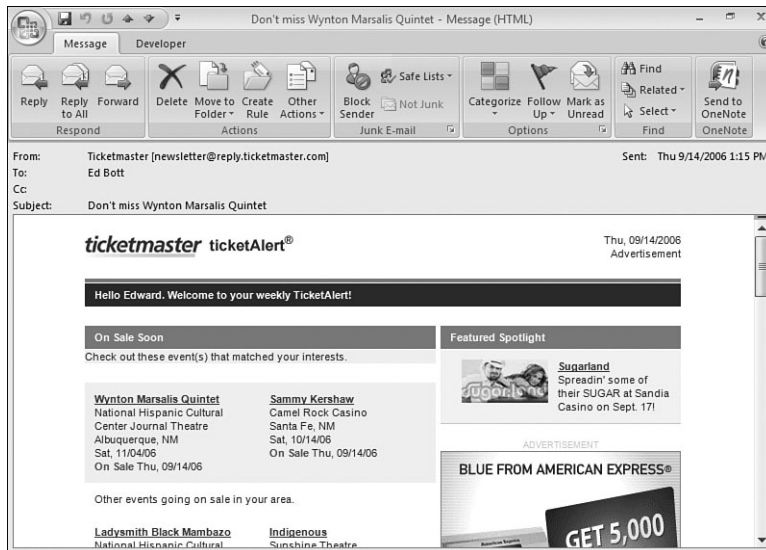 Don't miss Wynton Marsalis Quintet - Message (HTML)
Message Developer
Reply
Reply to All
Forward
Respond
Delete
Move to Folder
Create Rule
Other Actions
Actions
Block Sender
Safe Lists
Not Junk
Junk E-mail
Categorize
Follow Up
Mark as Unread
Options
Find
Related
Select
Find
Send to OneNote
OneNote
From: Ticketmaster [newsletter@reply.ticketmaster.com]
Sent: Thu 9/14/2006 1:15 PM
To: Ed Bott
Cc:
Subject: Don't miss Wynton Marsalis Quintet
ticketmaster ticketAlert®
Thu, 09/14/2006
Advertisement
Hello Edward. Welcome to your weekly TicketAlert!
On Sale Soon
Check out these event(s) that matched your interests.
Wynton Marsalis Quintet
National Hispanic Cultural
Center Journal Theatre
Albuquerque, NM
Sat, 11/04/06
On Sale Thu, 09/14/06
Sammy Kershaw
Camel Rock Casino
Santa Fe, NM
Sat, 10/14/06
On Sale Thu, 09/14/06
Other events going on sale in your area.
Ladysmith Black Mambazo
National Hispanic Cultural
Indigenous
Sunshine Theatre
Featured Spotlight
sugarland
Sugarland
Spreadin' some of
their SUGAR at Sandia
Casino on Sept. 17!
ADVERTISEMENT
BLUE FROM AMERICAN EXPRESS®
GET 5,000